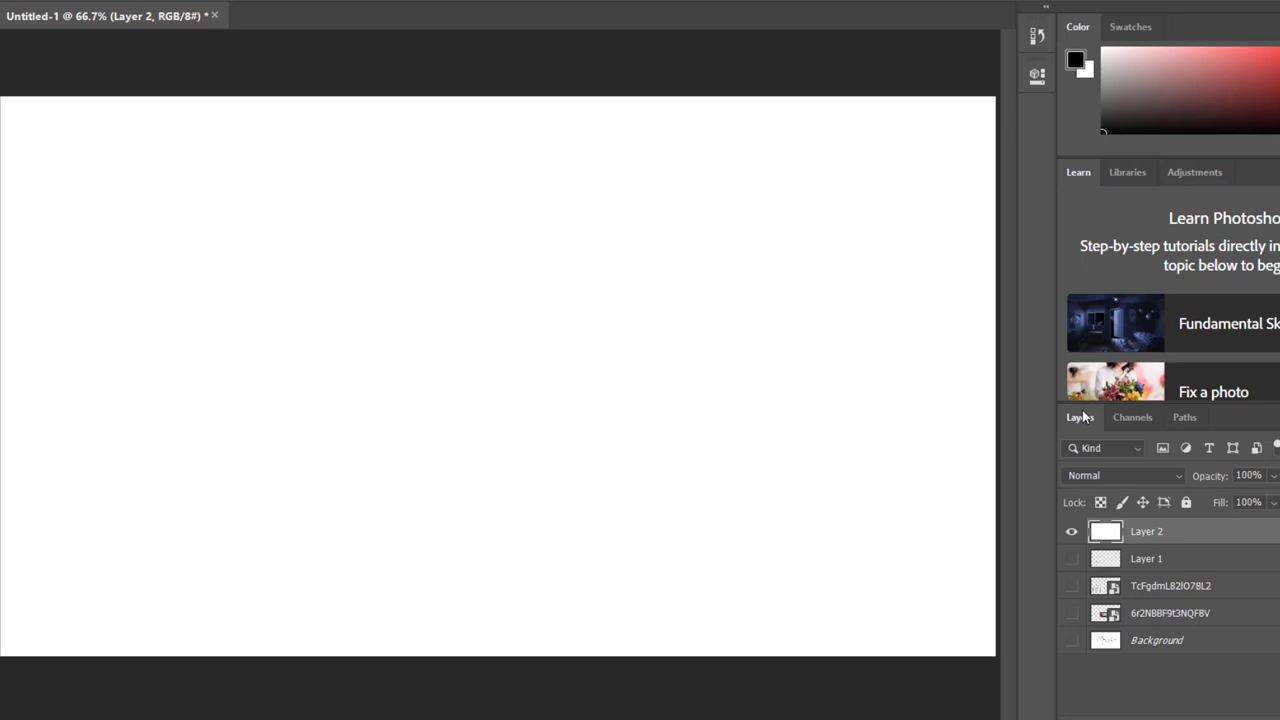 Untitled-1 @ 66.7% (Layer 2, RGB/8#) *
Color
Swatches
Learn
Libraries
Adjustments
Learn Photosho
Step-by-step tutorials directly in
topic below to beg
Fundamental Sk
Fix a photo
Layers
Channels
Paths
Kind
Normal
Opacity: 100%
Lock:
Fill: 100%
Layer 2
Layer 1
TcFgdmL82lO78L2
6r2NBBF9t3NQF8V
Background